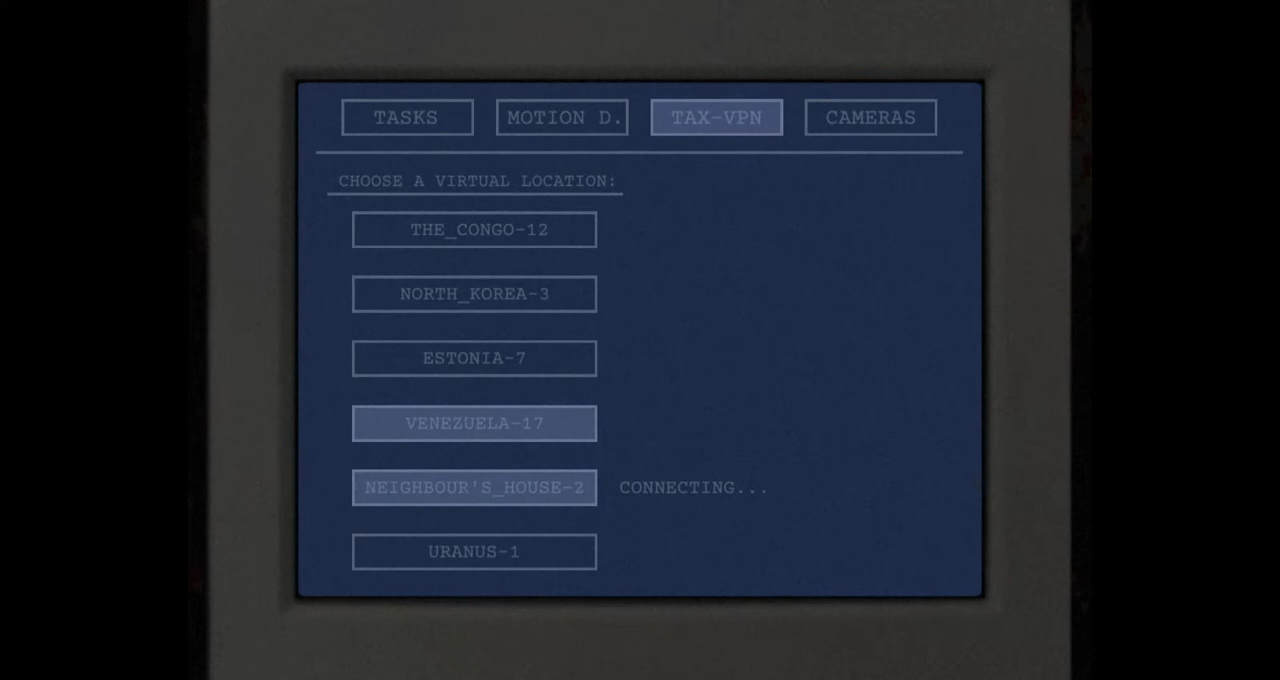 TASKS MOTION D. TAX-VPN CAMERAS
CHOOSE A VIRTUAL LOCATION:
THE_CONGO-12
NORTH_KOREA-3
ESTONIA-7
VENEZUELA-17
NEIGHBOUR'S_HOUSE-2 CONNECTING...
URANUS-1